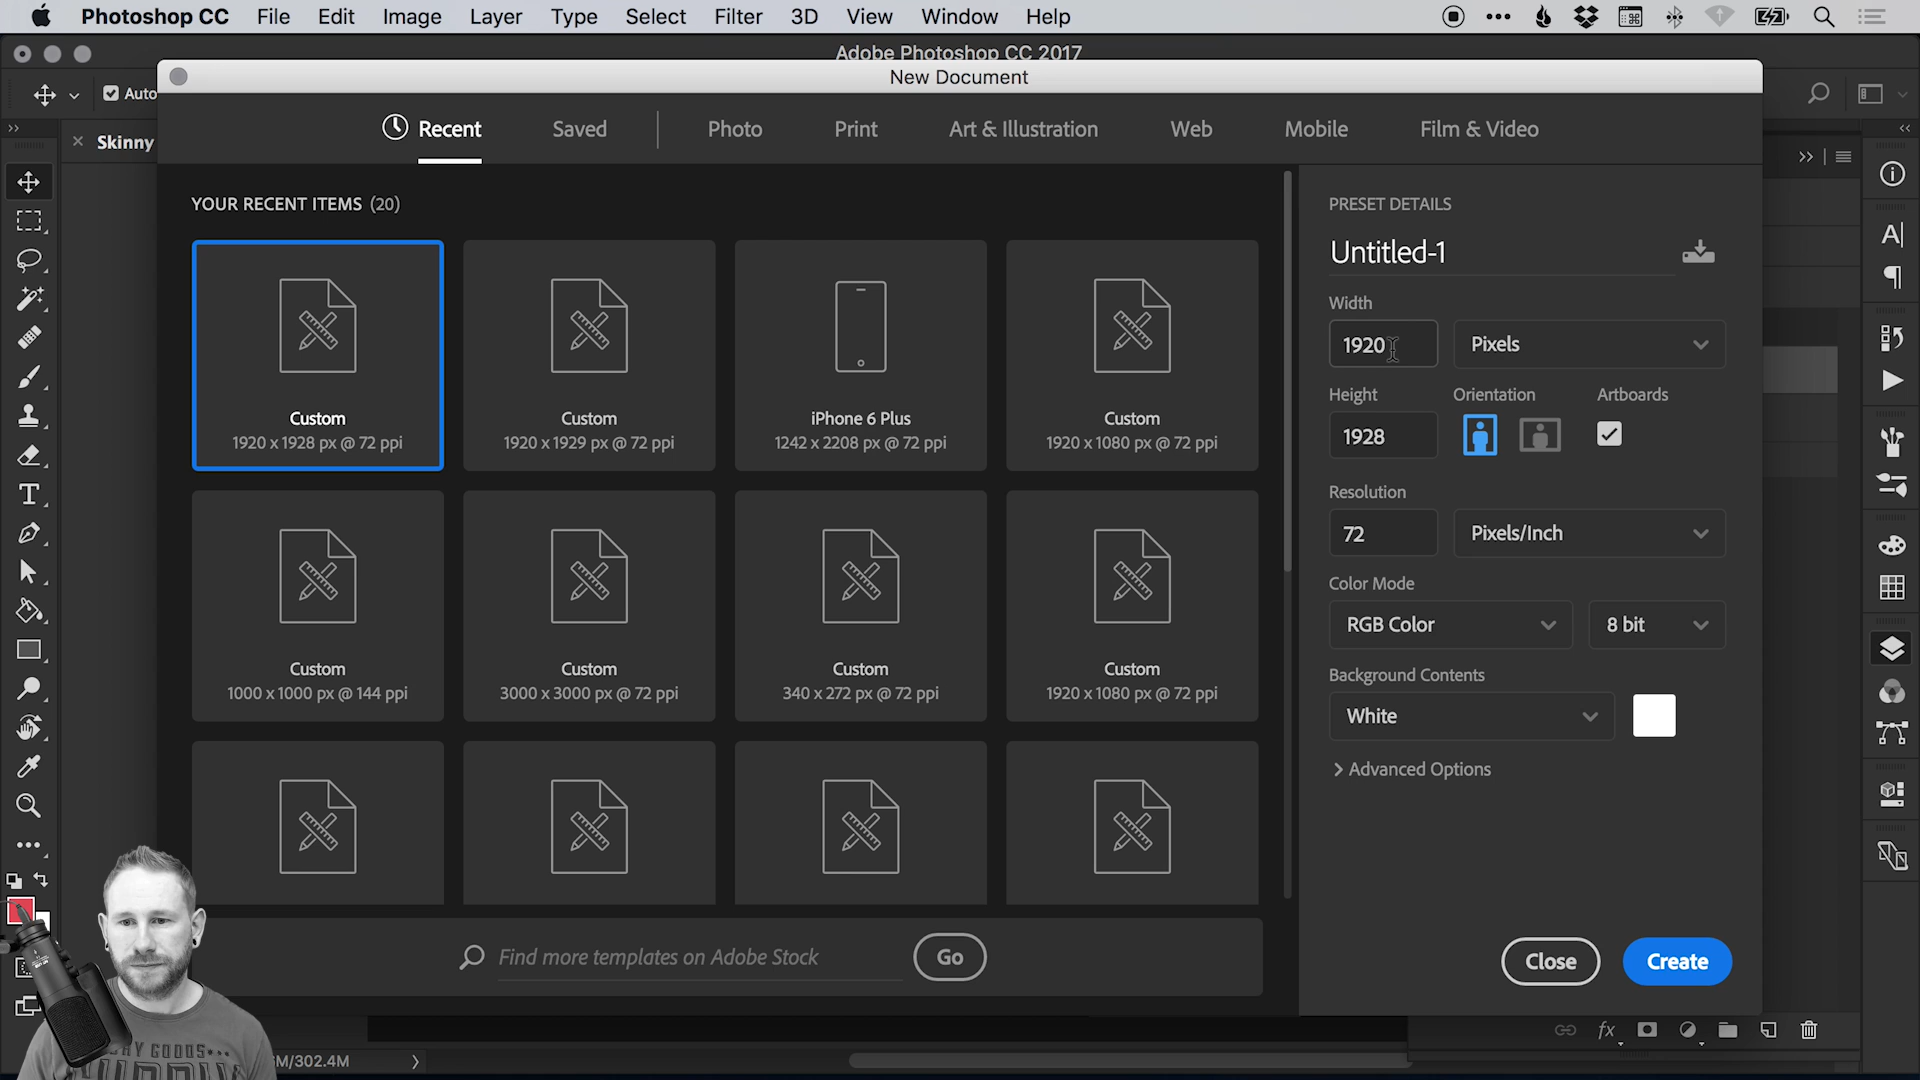 Photoshop CC File Edit Image Layer Type Select Filter 3D View Window Help
Adobe Photoshop CC 2017
New Document
Auto
Skinny
Recent Saved Photo Print Art & Illustration Web Mobile Film & Video
YOUR RECENT ITEMS (20)
Custom
1920 x 1928 px @ 72 ppi
Custom
1920 x 1929 px @ 72 ppi
iPhone 6 Plus
1242 x 2208 px @ 72 ppi
Custom
1920 x 1080 px @ 72 ppi
Custom
1000 x 1000 px @ 144 ppi
Custom
3000 x 3000 px @ 72 ppi
Custom
340 x 272 px @ 72 ppi
Custom
1920 x 1080 px @ 72 ppi
Find more templates on Adobe Stock
Go
PRESET DETAILS
Untitled-1
Width
1920 Pixels
Height Orientation Artboards
1928
Resolution
72 Pixels/Inch
Color Mode
RGB Color 8 bit
Background Contents
White
Advanced Options
Close Create
M/302.4M
fx